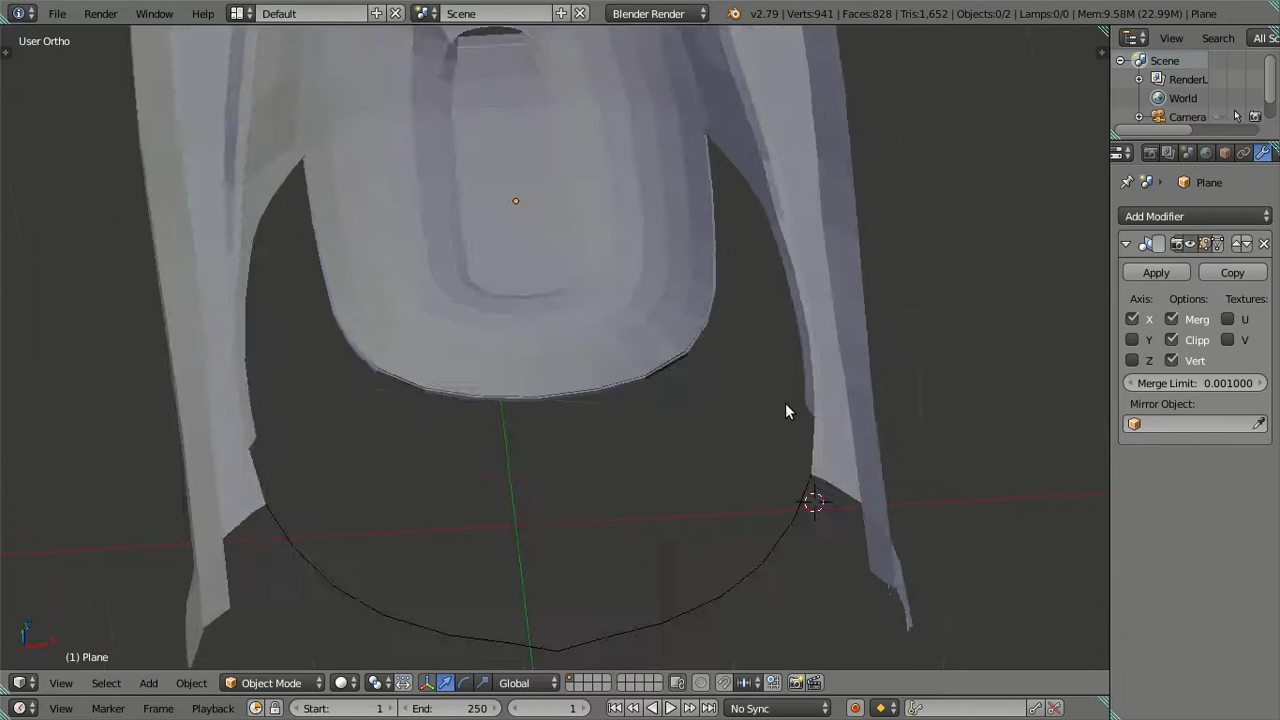 File Render Window Help Default Scene Blender Render v2.79 | Verts:941 | Faces:828 | Tris:1,652 | Objects:0/2 | Lamps:0/0 | Mem:9.58M (22.99M) | Plane
User Ortho
View Search All Sc
Scene
RenderL
World
Camera
Plane
Add Modifier
Apply Copy
Axis: Options: Textures:
X Merg U
Y Clipp V
Z Vert
Merge Limit: 0.001000
Mirror Object:
(1) Plane
View Select Add Object Object Mode Global
View Marker Frame Playback Start: 1 End: 250 1 No Sync